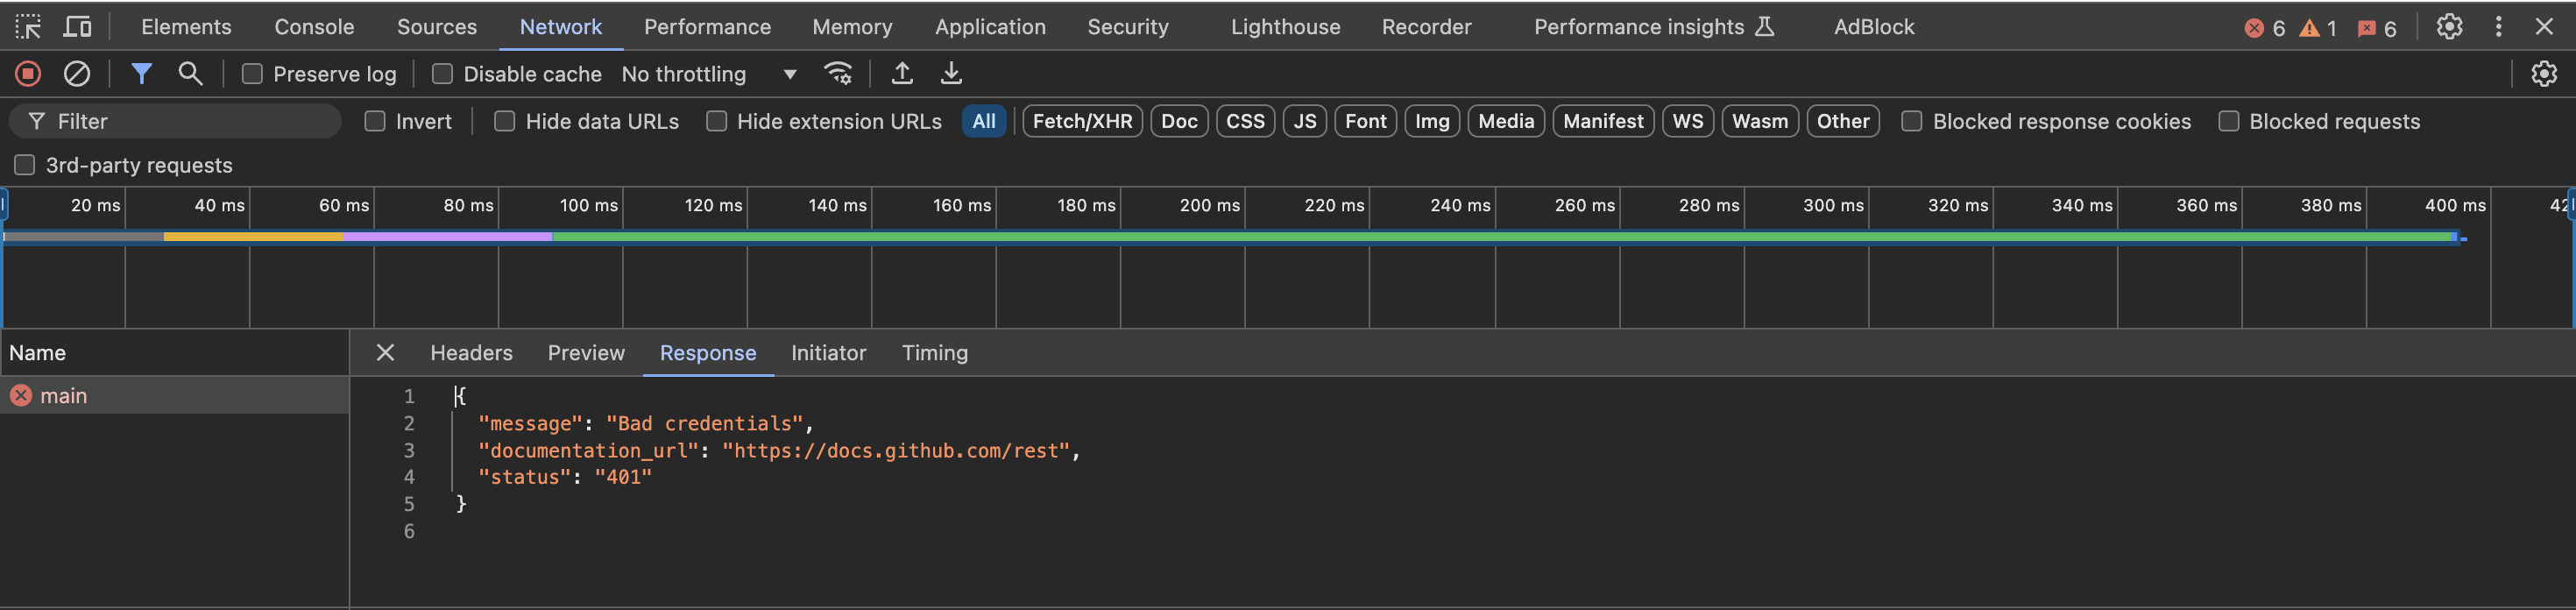 Elements Console Sources Network Performance Memory Application Security Lighthouse Recorder Performance insights AdBlock 6 1 6
Preserve log Disable cache No throttling
Filter Invert Hide data URLs Hide extension URLs All Fetch/XHR Doc CSS JS Font Img Media Manifest WS Wasm Other Blocked response cookies Blocked requests
3rd-party requests
20 ms 40 ms 60 ms 80 ms 100 ms 120 ms 140 ms 160 ms 180 ms 200 ms 220 ms 240 ms 260 ms 280 ms 300 ms 320 ms 340 ms 360 ms 380 ms 400 ms
Name Headers Preview Response Initiator Timing
main
1 {
2 "message": "Bad credentials",
3 "documentation_url": "https://docs.github.com/rest",
4 "status": "401"
5 }
6